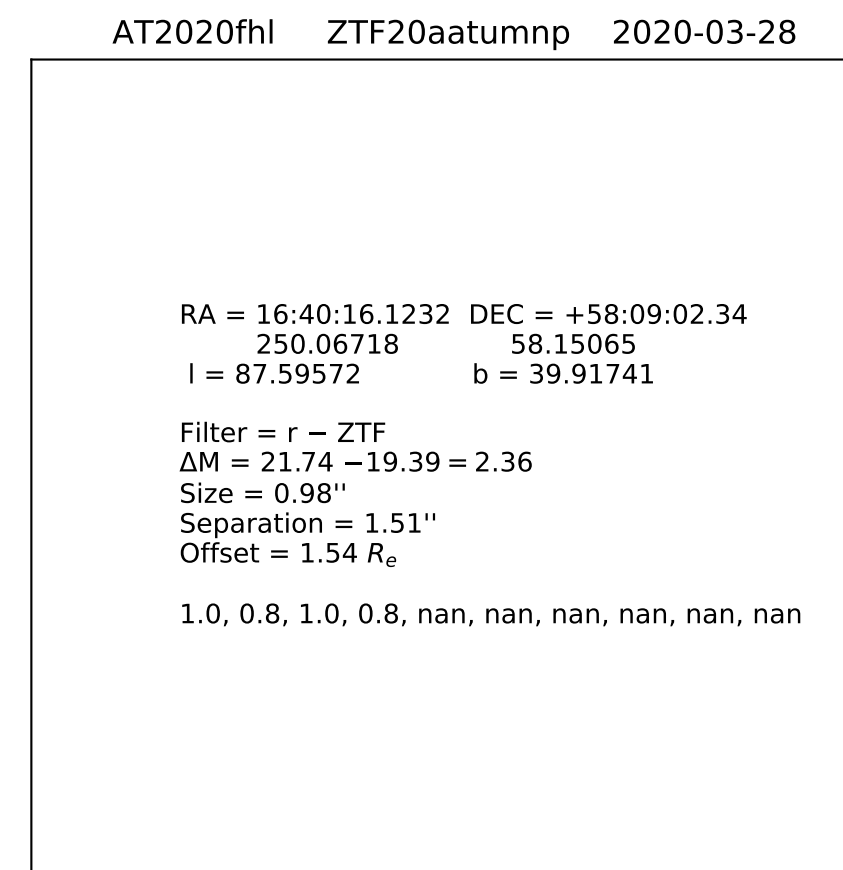 AT2020fhl ZTF20aatumnp 2020-03-28
RA = 16:40:16.1232 DEC = +58:09:02.34
250.06718 58.15065
l = 87.59572 b = 39.91741
Filter = r − ZTF
ΔM = 21.74 −19.39 = 2.36
Size = 0.98''
Separation = 1.51''
Offset = 1.54 Re
1.0, 0.8, 1.0, 0.8, nan, nan, nan, nan, nan, nan